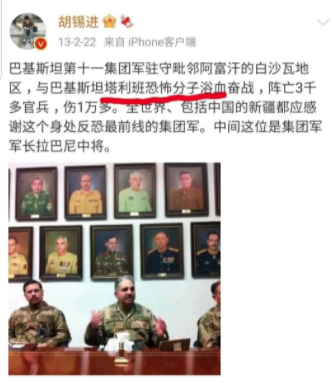 胡锡进
13-2-22 来自 iPhone客户端
巴基斯坦第十一集团军驻守毗邻阿富汗的白沙瓦地
区，与巴基斯坦塔利班恐怖分子浴血奋战，阵亡3千
多官兵，伤1万多。全世界、包括中国的新疆都应感
谢这个身处反恐最前线的集团军。中间这位是集团军
军长拉巴尼中将。